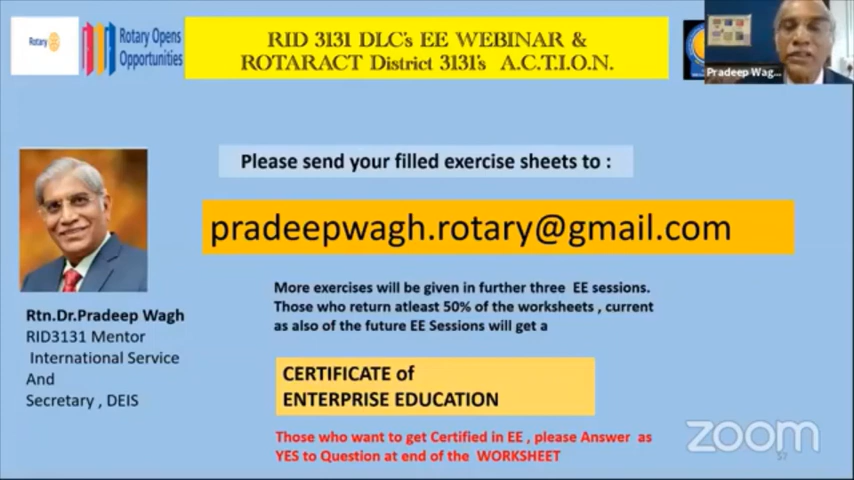 Rotary
Rotary Opens
Opportunities
RID 3131 DLC's EE WEBINAR &
ROTARACT District 3131's A.C.T.I.O.N.
Pradeep Wag...
Please send your filled exercise sheets to :
pradeepwagh.rotary@gmail.com
More exercises will be given in further three EE sessions.
Those who return atleast 50% of the worksheets , current
as also of the future EE Sessions will get a
Rtn.Dr.Pradeep Wagh
RID3131 Mentor
International Service
And
Secretary , DEIS
CERTIFICATE of
ENTERPRISE EDUCATION
Those who want to get Certified in EE , please Answer as
YES to Question at end of the WORKSHEET
zoom
57